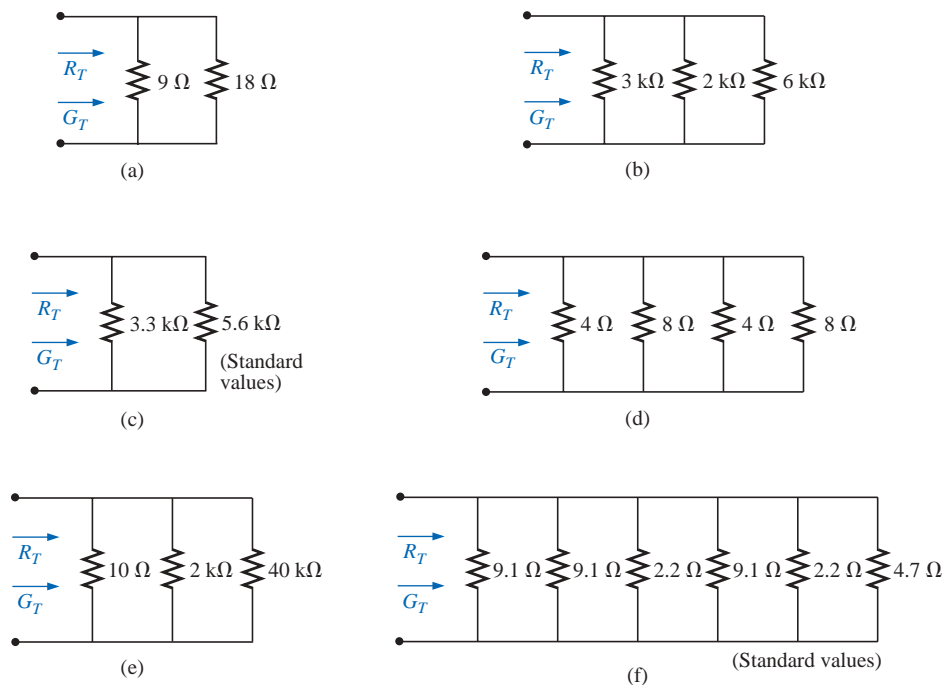 R_T
G_T
9 Ω 18 Ω
(a)
R_T
G_T
3 kΩ 2 kΩ 6 kΩ
(b)
R_T
G_T
3.3 kΩ 5.6 kΩ
(Standard
values)
(c)
R_T
G_T
4 Ω 8 Ω 4 Ω 8 Ω
(d)
R_T
G_T
10 Ω 2 kΩ 40 kΩ
(e)
R_T
G_T
9.1 Ω 9.1 Ω 2.2 Ω 9.1 Ω 2.2 Ω 4.7 Ω
(Standard values)
(f)